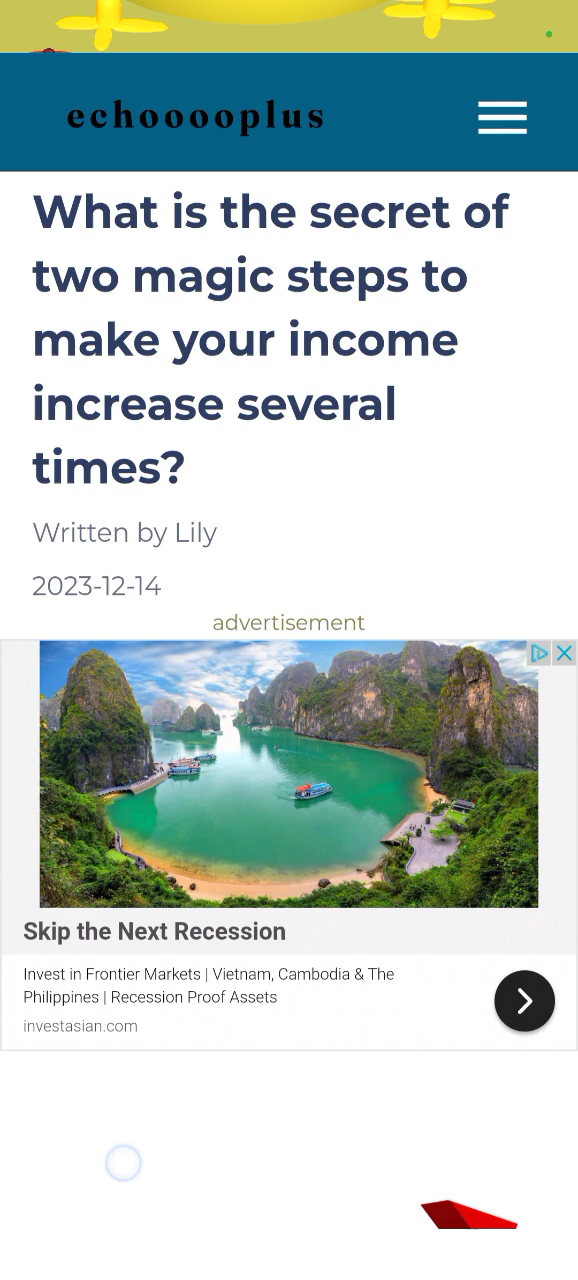 echooooplus
What is the secret of
two magic steps to
make your income
increase several
times?
Written by Lily
2023-12-14
advertisement
Skip the Next Recession
Invest in Frontier Markets | Vietnam, Cambodia & The
Philippines | Recession Proof Assets
investasian.com